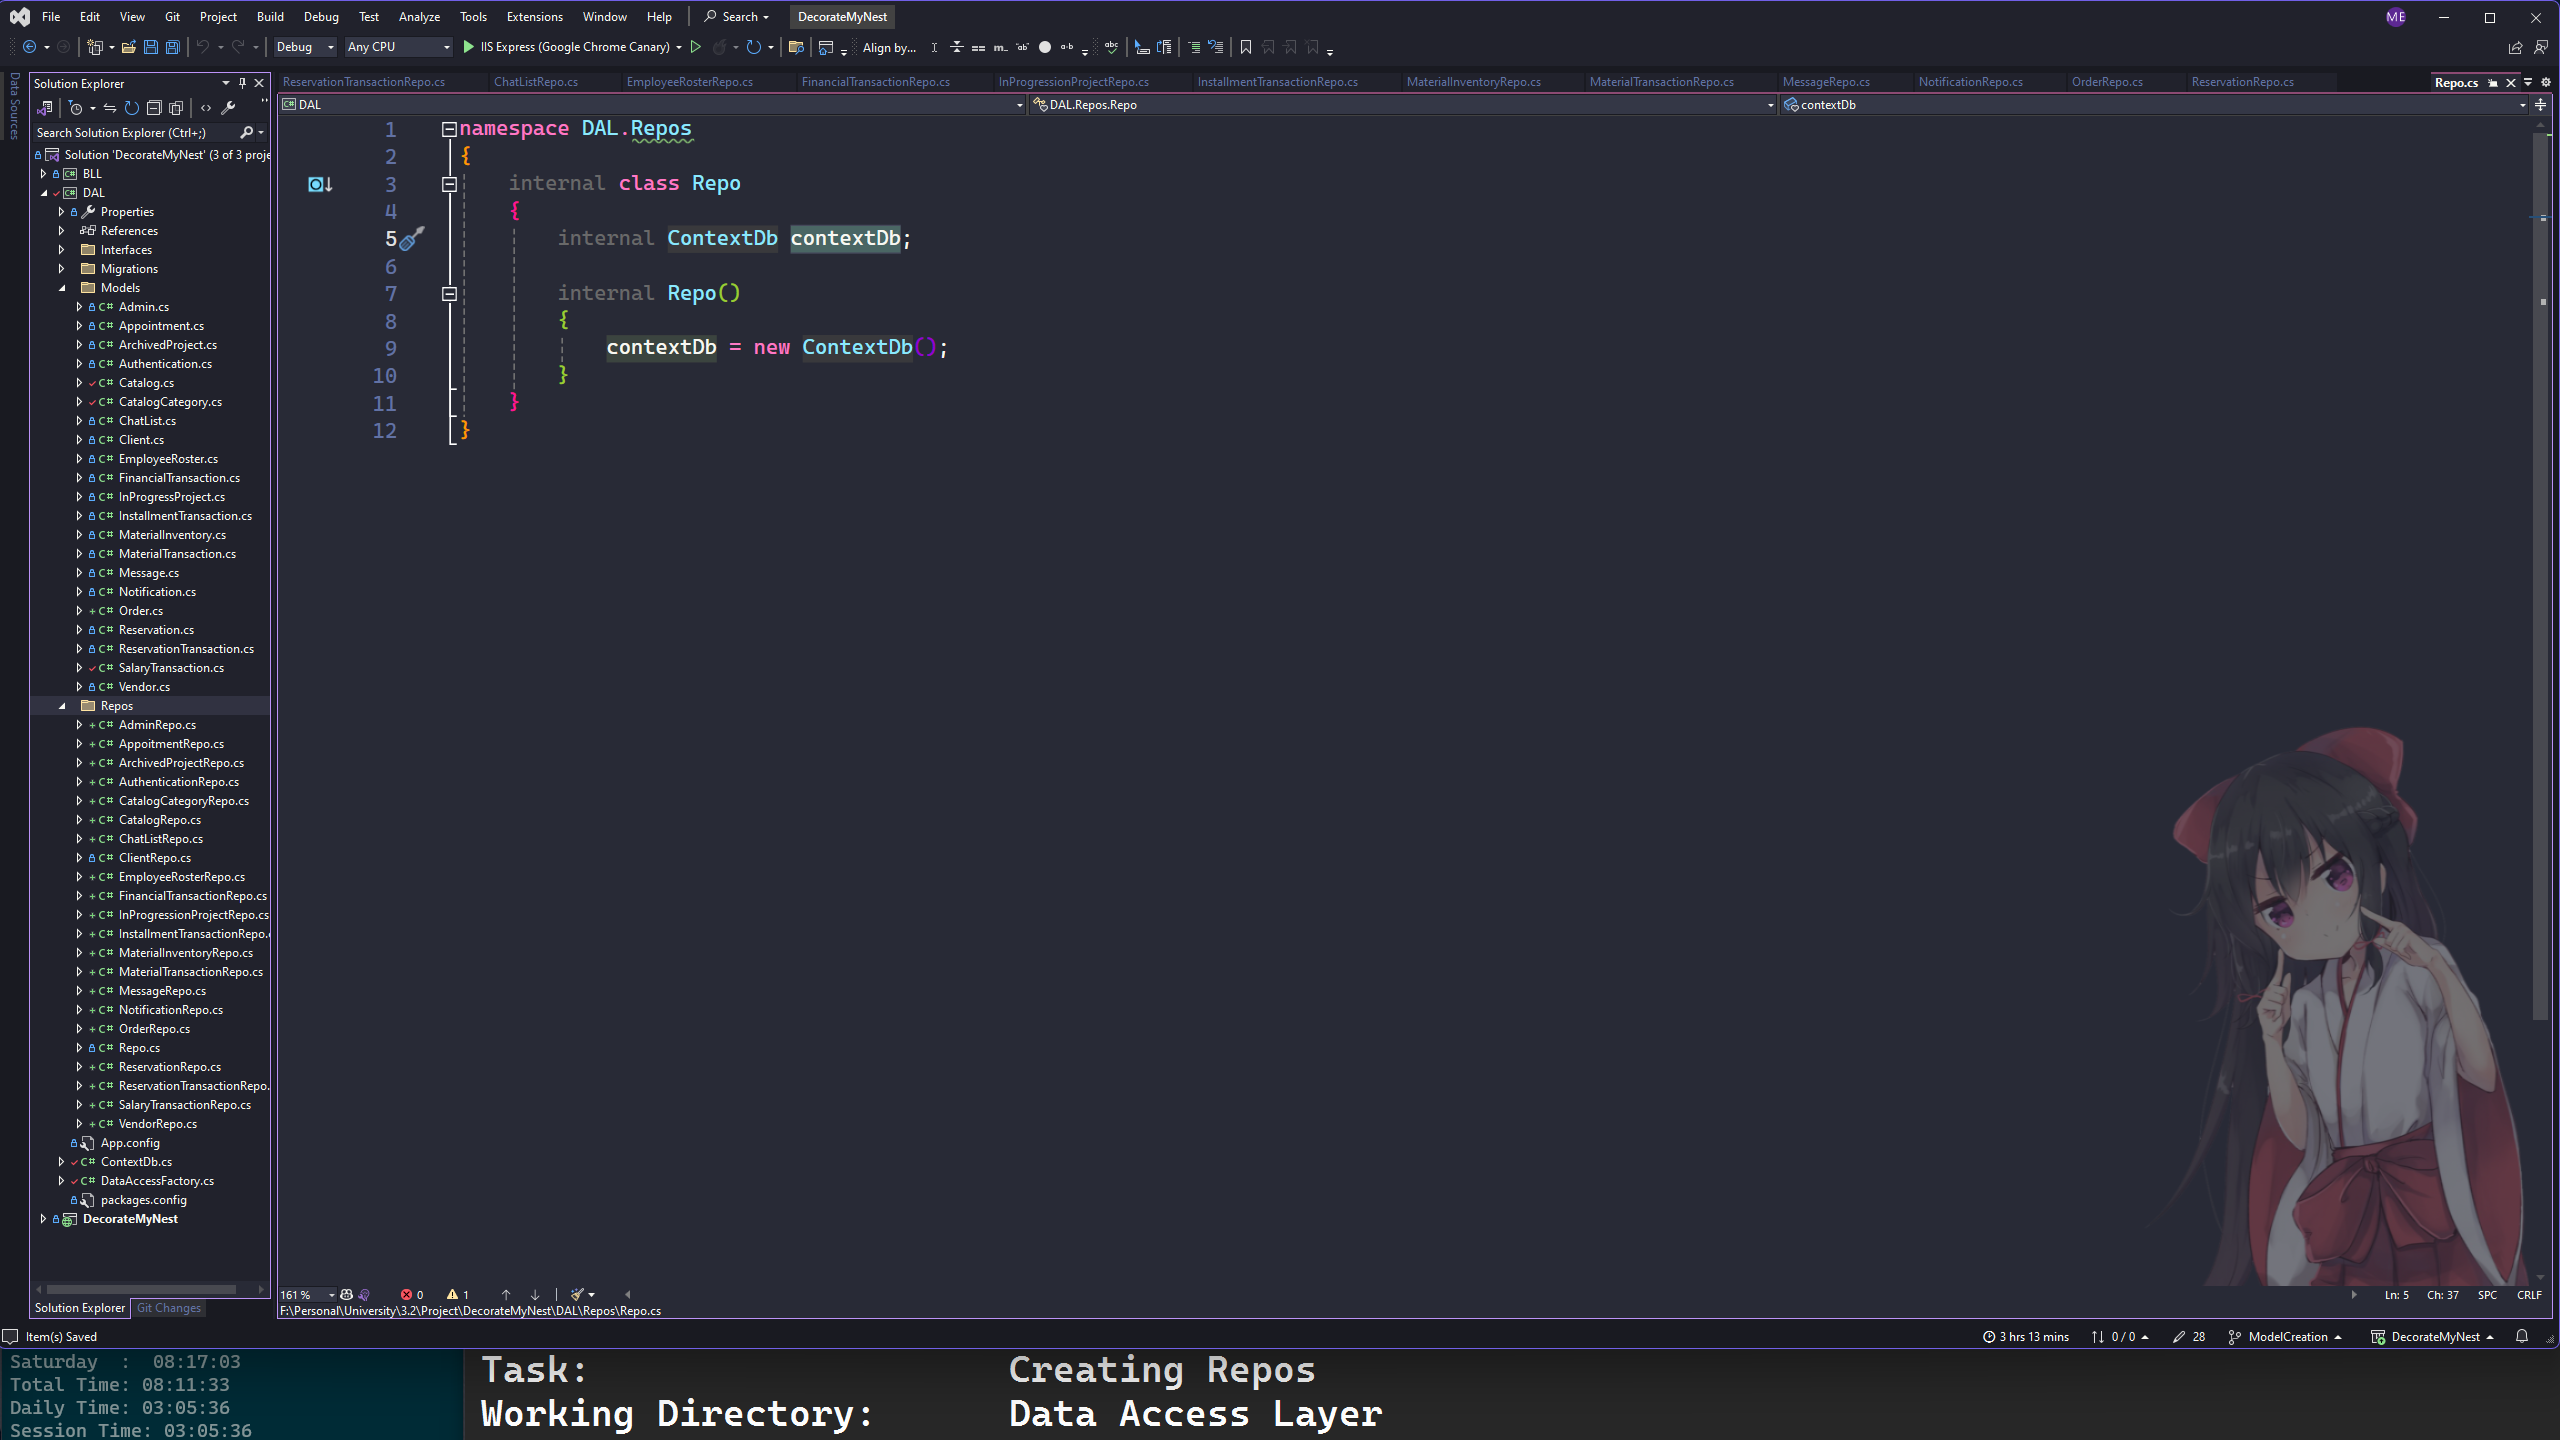 File Edit View Git Project Build Debug Test Analyze Tools Extensions Window Help Search DecorateMyNest ME
Debug Any CPU IIS Express (Google Chrome Canary) Align by...
Data Sources
Solution Explorer
Search Solution Explorer (Ctrl+;)
Solution 'DecorateMyNest' (3 of 3 proje
BLL
DAL
Properties
References
Interfaces
Migrations
Models
Admin.cs
Appointment.cs
ArchivedProject.cs
Authentication.cs
Catalog.cs
CatalogCategory.cs
ChatList.cs
Client.cs
EmployeeRoster.cs
FinancialTransaction.cs
InProgressProject.cs
InstallmentTransaction.cs
MaterialInventory.cs
MaterialTransaction.cs
Message.cs
Notification.cs
Order.cs
Reservation.cs
ReservationTransaction.cs
SalaryTransaction.cs
Vendor.cs
Repos
AdminRepo.cs
AppoitmentRepo.cs
ArchivedProjectRepo.cs
AuthenticationRepo.cs
CatalogCategoryRepo.cs
CatalogRepo.cs
ChatListRepo.cs
ClientRepo.cs
EmployeeRosterRepo.cs
FinancialTransactionRepo.cs
InProgressionProjectRepo.cs
InstallmentTransactionRepo.
MaterialInventoryRepo.cs
MaterialTransactionRepo.cs
MessageRepo.cs
NotificationRepo.cs
OrderRepo.cs
Repo.cs
ReservationRepo.cs
ReservationTransactionRepo.
SalaryTransactionRepo.cs
VendorRepo.cs
App.config
ContextDb.cs
DataAccessFactory.cs
packages.config
DecorateMyNest
Solution Explorer Git Changes
ReservationTransactionRepo.cs ChatListRepo.cs EmployeeRosterRepo.cs FinancialTransactionRepo.cs InProgressionProjectRepo.cs InstallmentTransactionRepo.cs MaterialInventoryRepo.cs MaterialTransactionRepo.cs MessageRepo.cs NotificationRepo.cs OrderRepo.cs ReservationRepo.cs Repo.cs
DAL DAL.Repos.Repo contextDb
1 namespace DAL.Repos
2 {
3 internal class Repo
4 {
5 internal ContextDb contextDb;
6
7 internal Repo()
8 {
9 contextDb = new ContextDb();
10 }
11 }
12 }
161 % 0 1 Ln: 5 Ch: 37 SPC CRLF
F:\Personal\University\3.2\Project\DecorateMyNest\DAL\Repos\Repo.cs
Item(s) Saved 3 hrs 13 mins 0 / 0 28 ModelCreation DecorateMyNest
Saturday : 08:17:03
Total Time: 08:11:33
Daily Time: 03:05:36
Session Time: 03:05:36
Task: Creating Repos
Working Directory: Data Access Layer